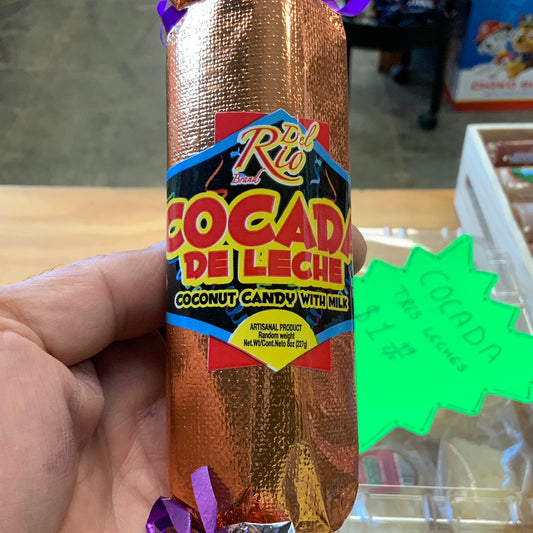 Del
Rio
Brand
COCADA
DE LECHE
COCONUT CANDY WITH MILK
ARTISANAL PRODUCT
Random weight
Net.Wt/Cont.Neto 8oz (227g)
COCADA
TRES LECHES